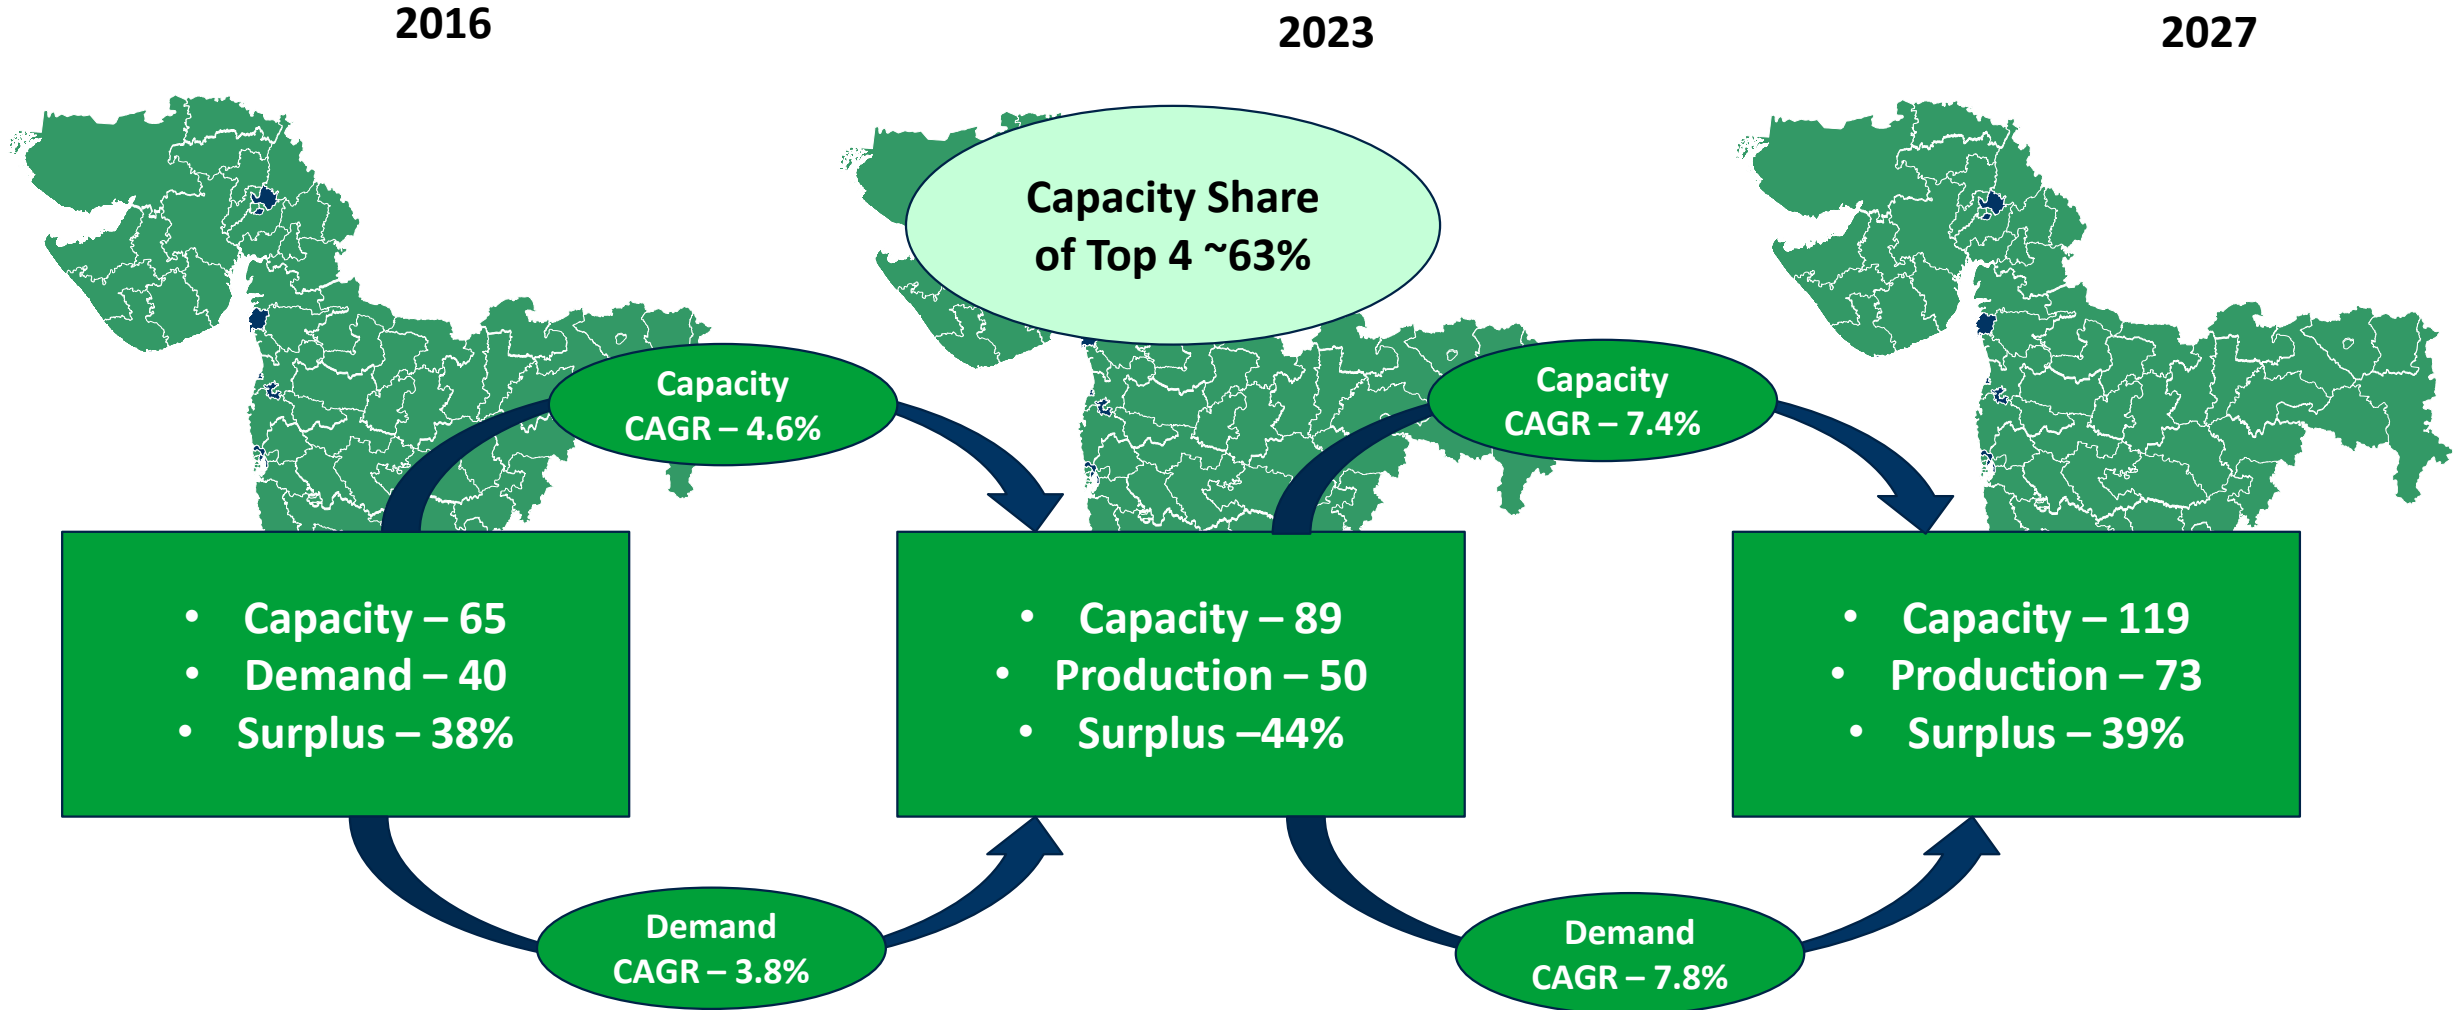 2016
2023
2027
Capacity Share
of Top 4 ~63%
Capacity
CAGR – 4.6%
Capacity
CAGR – 7.4%
• Capacity – 65
• Demand – 40
• Surplus – 38%
• Capacity – 89
• Production – 50
• Surplus –44%
• Capacity – 119
• Production – 73
• Surplus – 39%
Demand
CAGR – 3.8%
Demand
CAGR – 7.8%